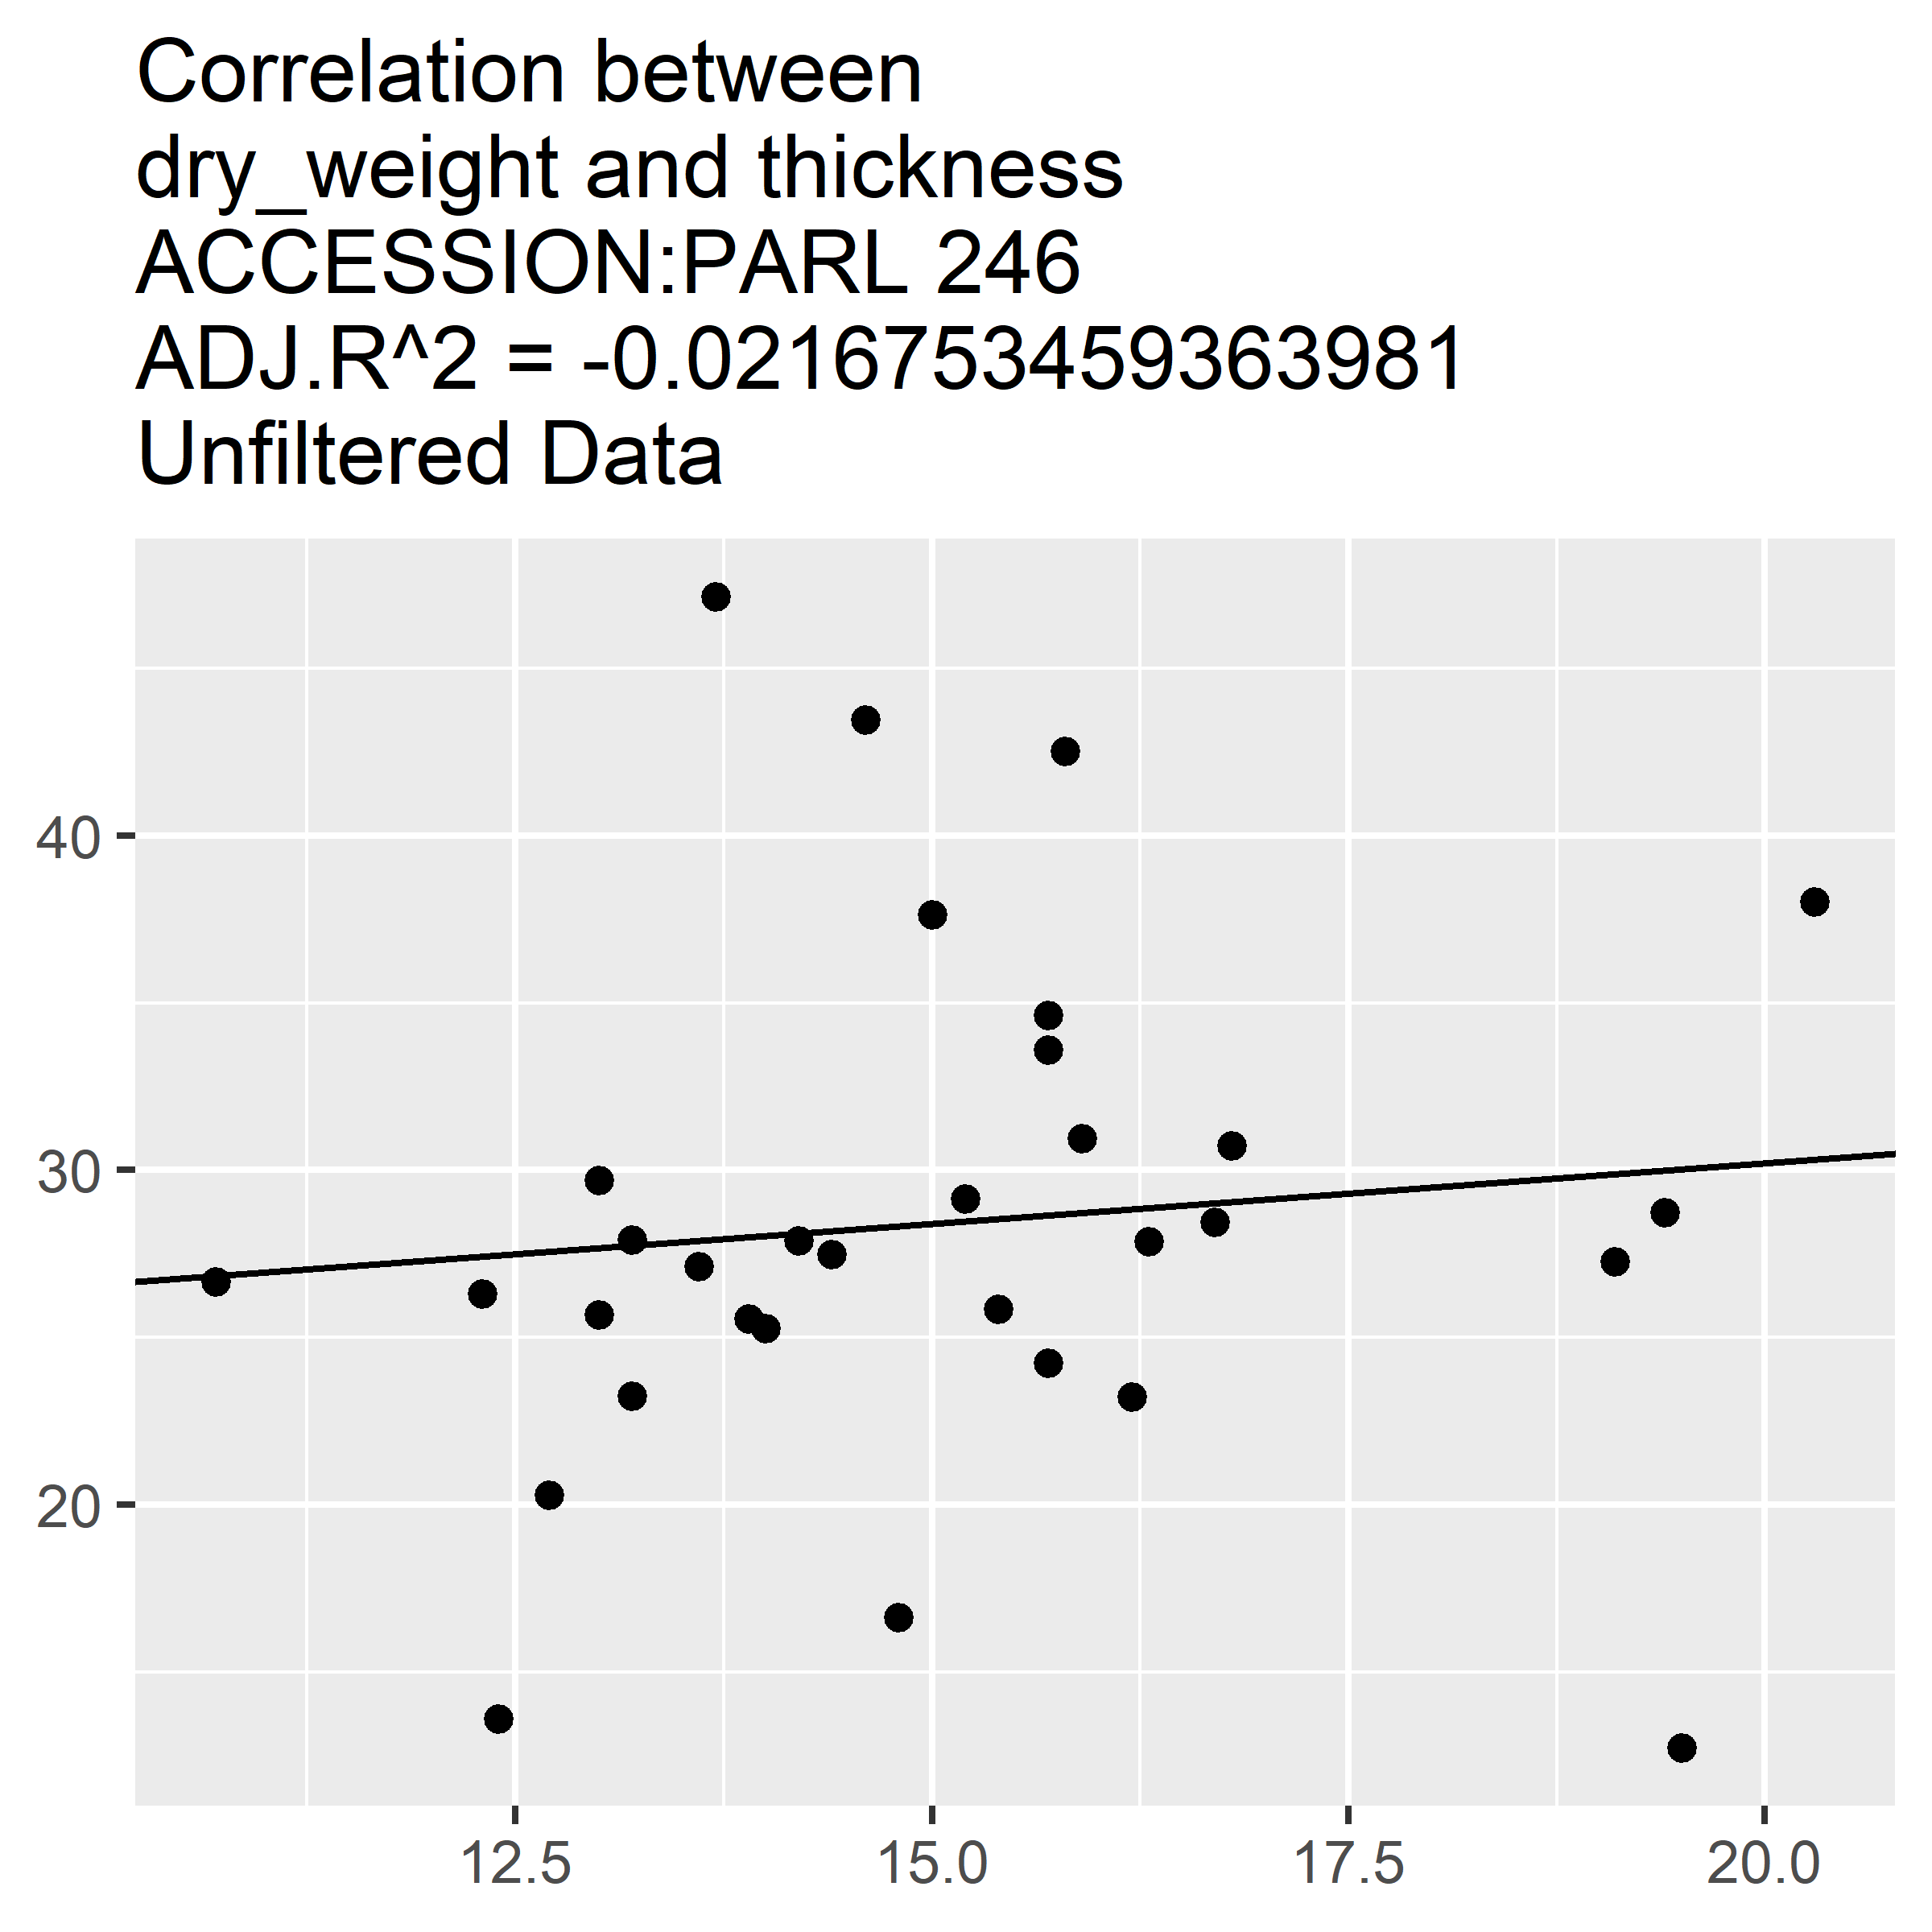 Correlation between
dry_weight and thickness
ACCESSION:PARL 246
ADJ.R^2 = -0.0216753459363981
Unfiltered Data
40
30
20
12.5 15.0 17.5 20.0